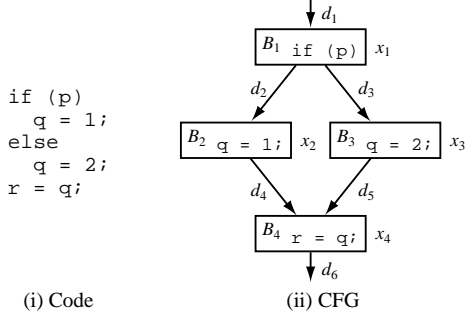 if (p)
q = 1;
else
q = 2;
r = q;
(i) Code
d1
B1 if (p) x1
d2 d3
B2 q = 1; x2 B3 q = 2; x3
d4 d5
B4 r = q; x4
d6
(ii) CFG